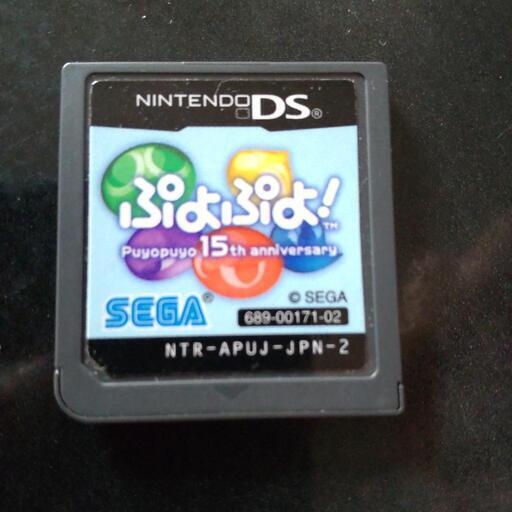 NINTENDO DS®
ぷよぷよ!™
Puyopuyo 15th anniversary
© SEGA
SEGA®
689-00171-02
NTR-APUJ-JPN-2